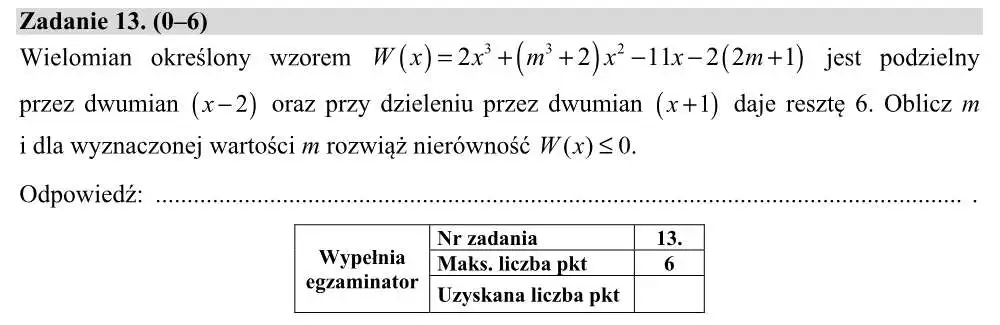 Zadanie 13. (0–6)
Wielomian określony wzorem W(x)=2x³+(m³+2)x²−11x−2(2m+1) jest podzielny
przez dwumian (x−2) oraz przy dzieleniu przez dwumian (x+1) daje resztę 6. Oblicz m
i dla wyznaczonej wartości m rozwiąż nierówność W(x)≤0.
Odpowiedź: ................................................................................................................................ .
Wypełnia
egzaminator
Nr zadania 13.
Maks. liczba pkt 6
Uzyskana liczba pkt